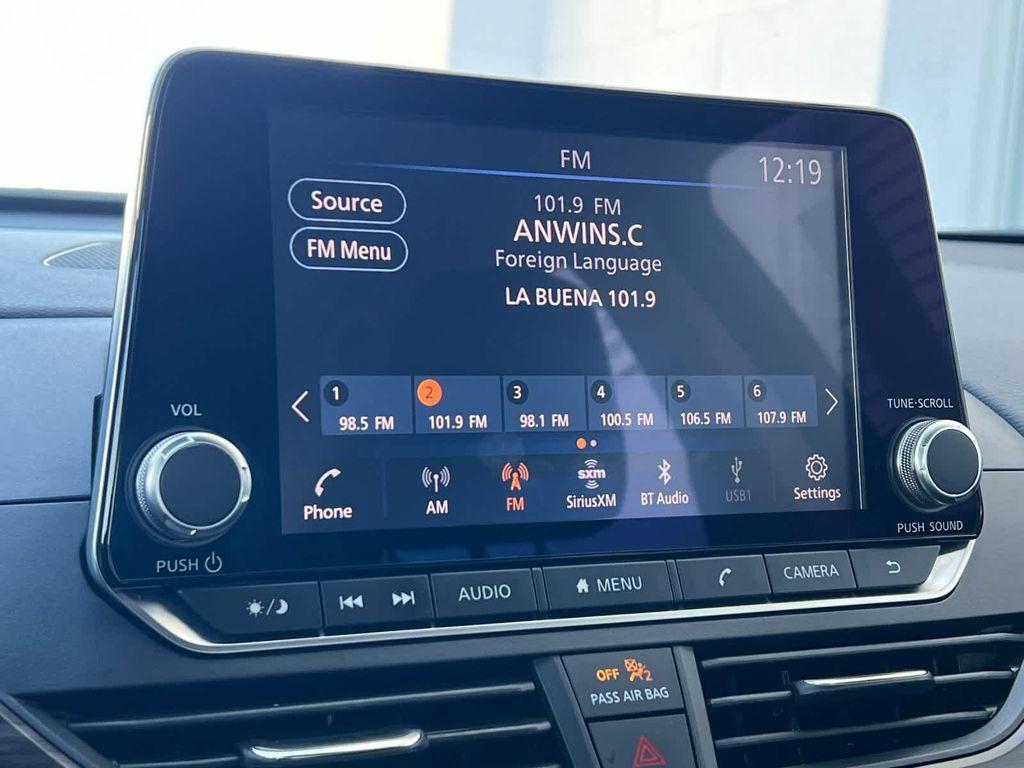 FM
12:19
Source
101.9 FM
FM Menu
ANWINS.C
Foreign Language
LA BUENA 101.9
1 2 3 4 5 6
98.5 FM 101.9 FM 98.1 FM 100.5 FM 106.5 FM 107.9 FM
VOL
TUNE·SCROLL
sxm
Phone AM FM SiriusXM BT Audio USB1 Settings
PUSH
PUSH SOUND
AUDIO MENU CAMERA
OFF 2
PASS AIR BAG